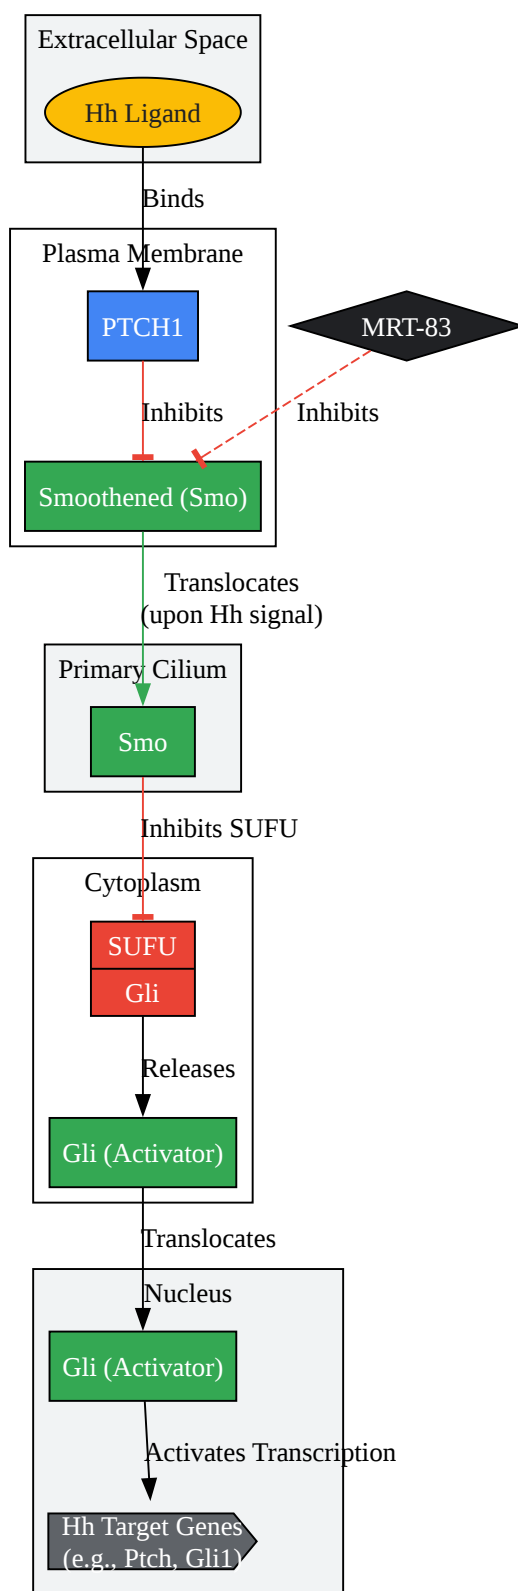 Extracellular Space
Hh Ligand
Binds
Plasma Membrane
PTCH1
MRT-83
Inhibits
Inhibits
Smoothened (Smo)
Translocates
(upon Hh signal)
Primary Cilium
Smo
Inhibits SUFU
Cytoplasm
SUFU
Gli
Releases
Gli (Activator)
Translocates
Nucleus
Gli (Activator)
Activates Transcription
Hh Target Genes
(e.g., Ptch, Gli1)